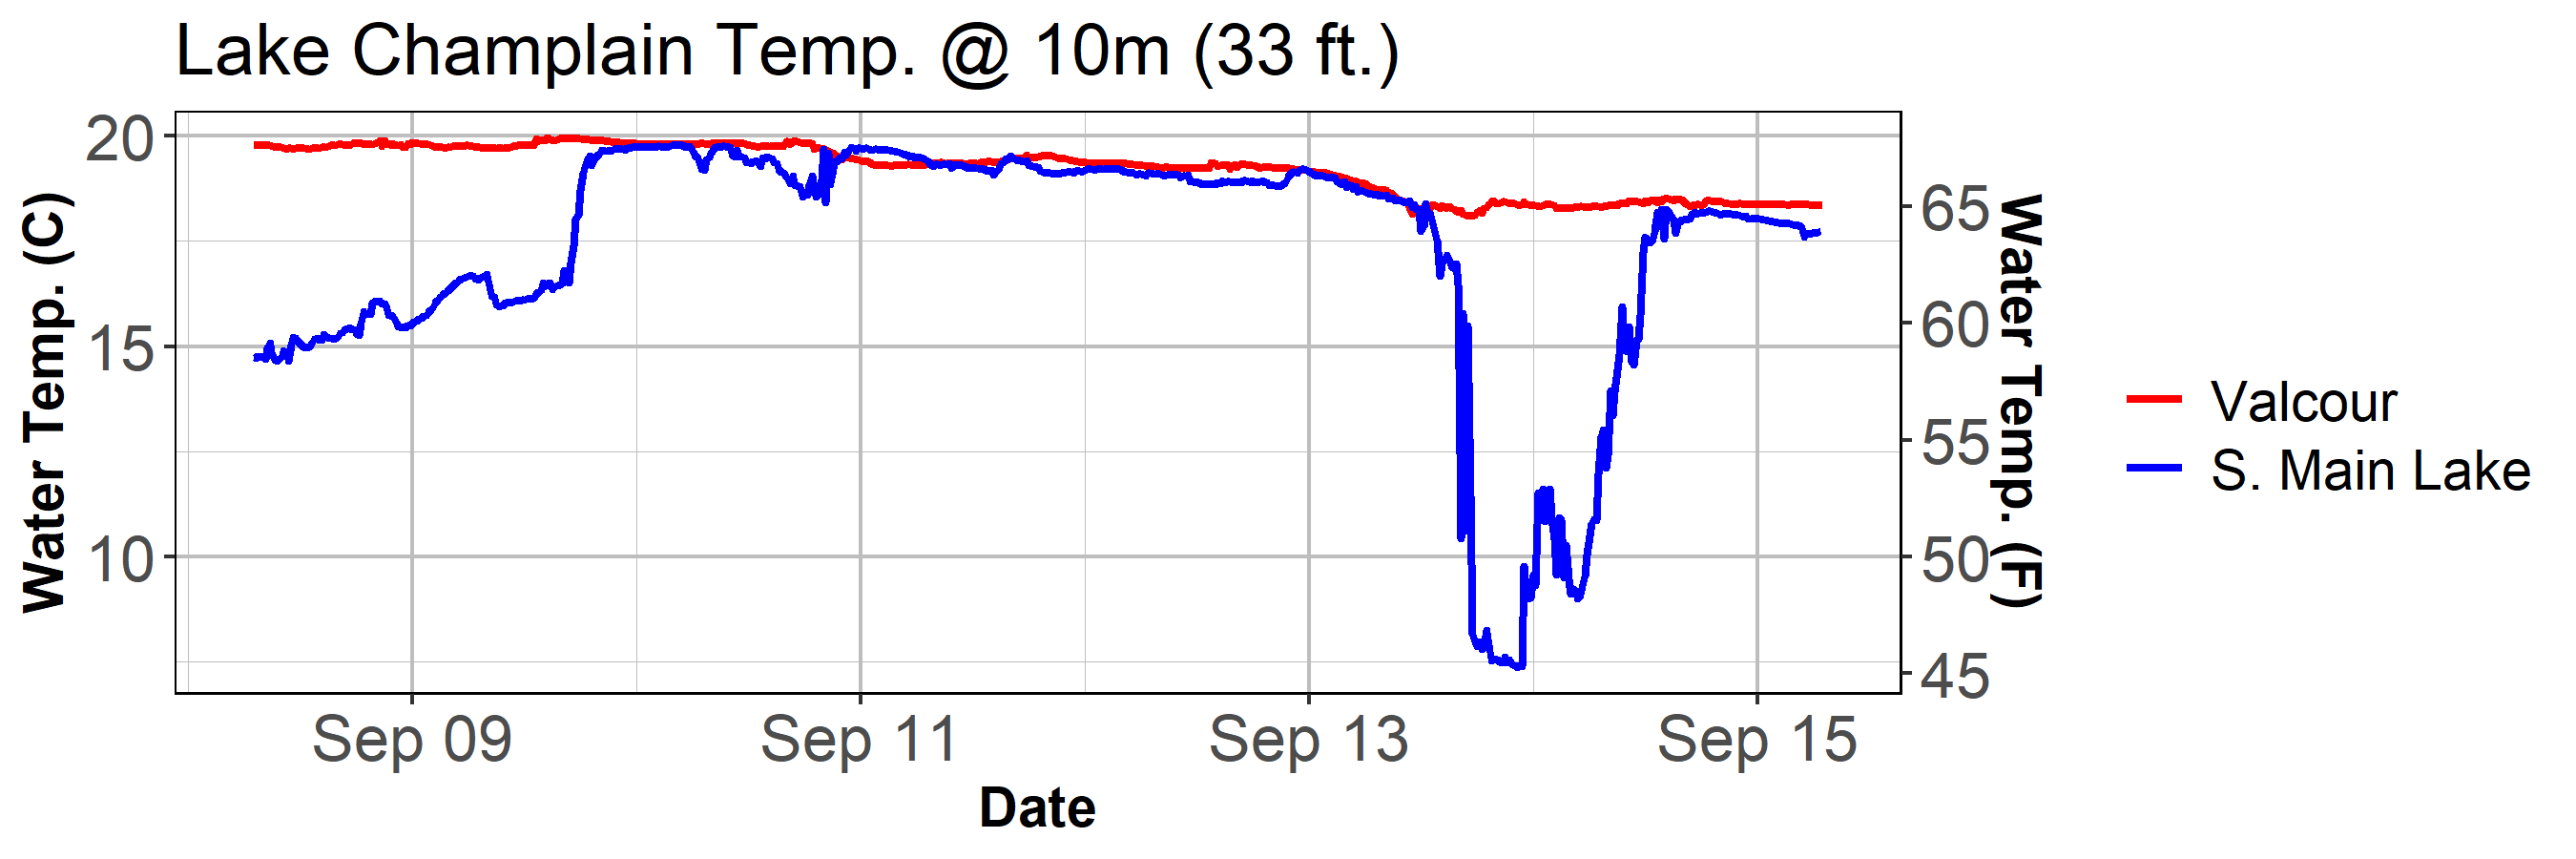 Lake Champlain Temp. @ 10m (33 ft.)
Water Temp. (C)
20
15
10
65
60
55
50
45
Water Temp. (F)
Sep 09
Sep 11
Sep 13
Sep 15
Date
Valcour
S. Main Lake